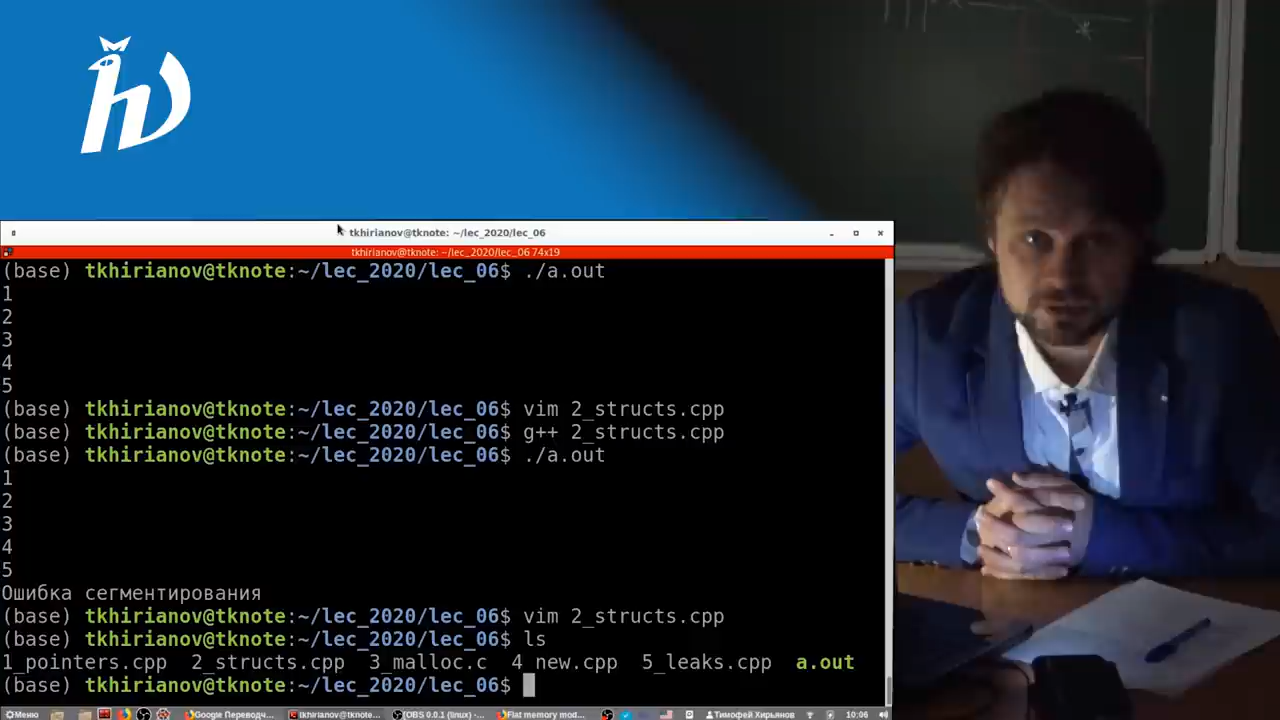 tkhirianov@tknote: ~/lec_2020/lec_06
tkhirianov@tknote: ~/lec_2020/lec_06 74x19
(base) tkhirianov@tknote:~/lec_2020/lec_06$ ./a.out
1
2
3
4
5
(base) tkhirianov@tknote:~/lec_2020/lec_06$ vim 2_structs.cpp
(base) tkhirianov@tknote:~/lec_2020/lec_06$ g++ 2_structs.cpp
(base) tkhirianov@tknote:~/lec_2020/lec_06$ ./a.out
1
2
3
4
5
Ошибка сегментирования
(base) tkhirianov@tknote:~/lec_2020/lec_06$ vim 2_structs.cpp
(base) tkhirianov@tknote:~/lec_2020/lec_06$ ls
1_pointers.cpp 2_structs.cpp 3_malloc.c 4_new.cpp 5_leaks.cpp a.out
(base) tkhirianov@tknote:~/lec_2020/lec_06$
Меню Google Переводч... tkhirianov@tknote... OBS 0.0.1 (linux) -... Flat memory mod... Тимофей Хирьянов 10:06